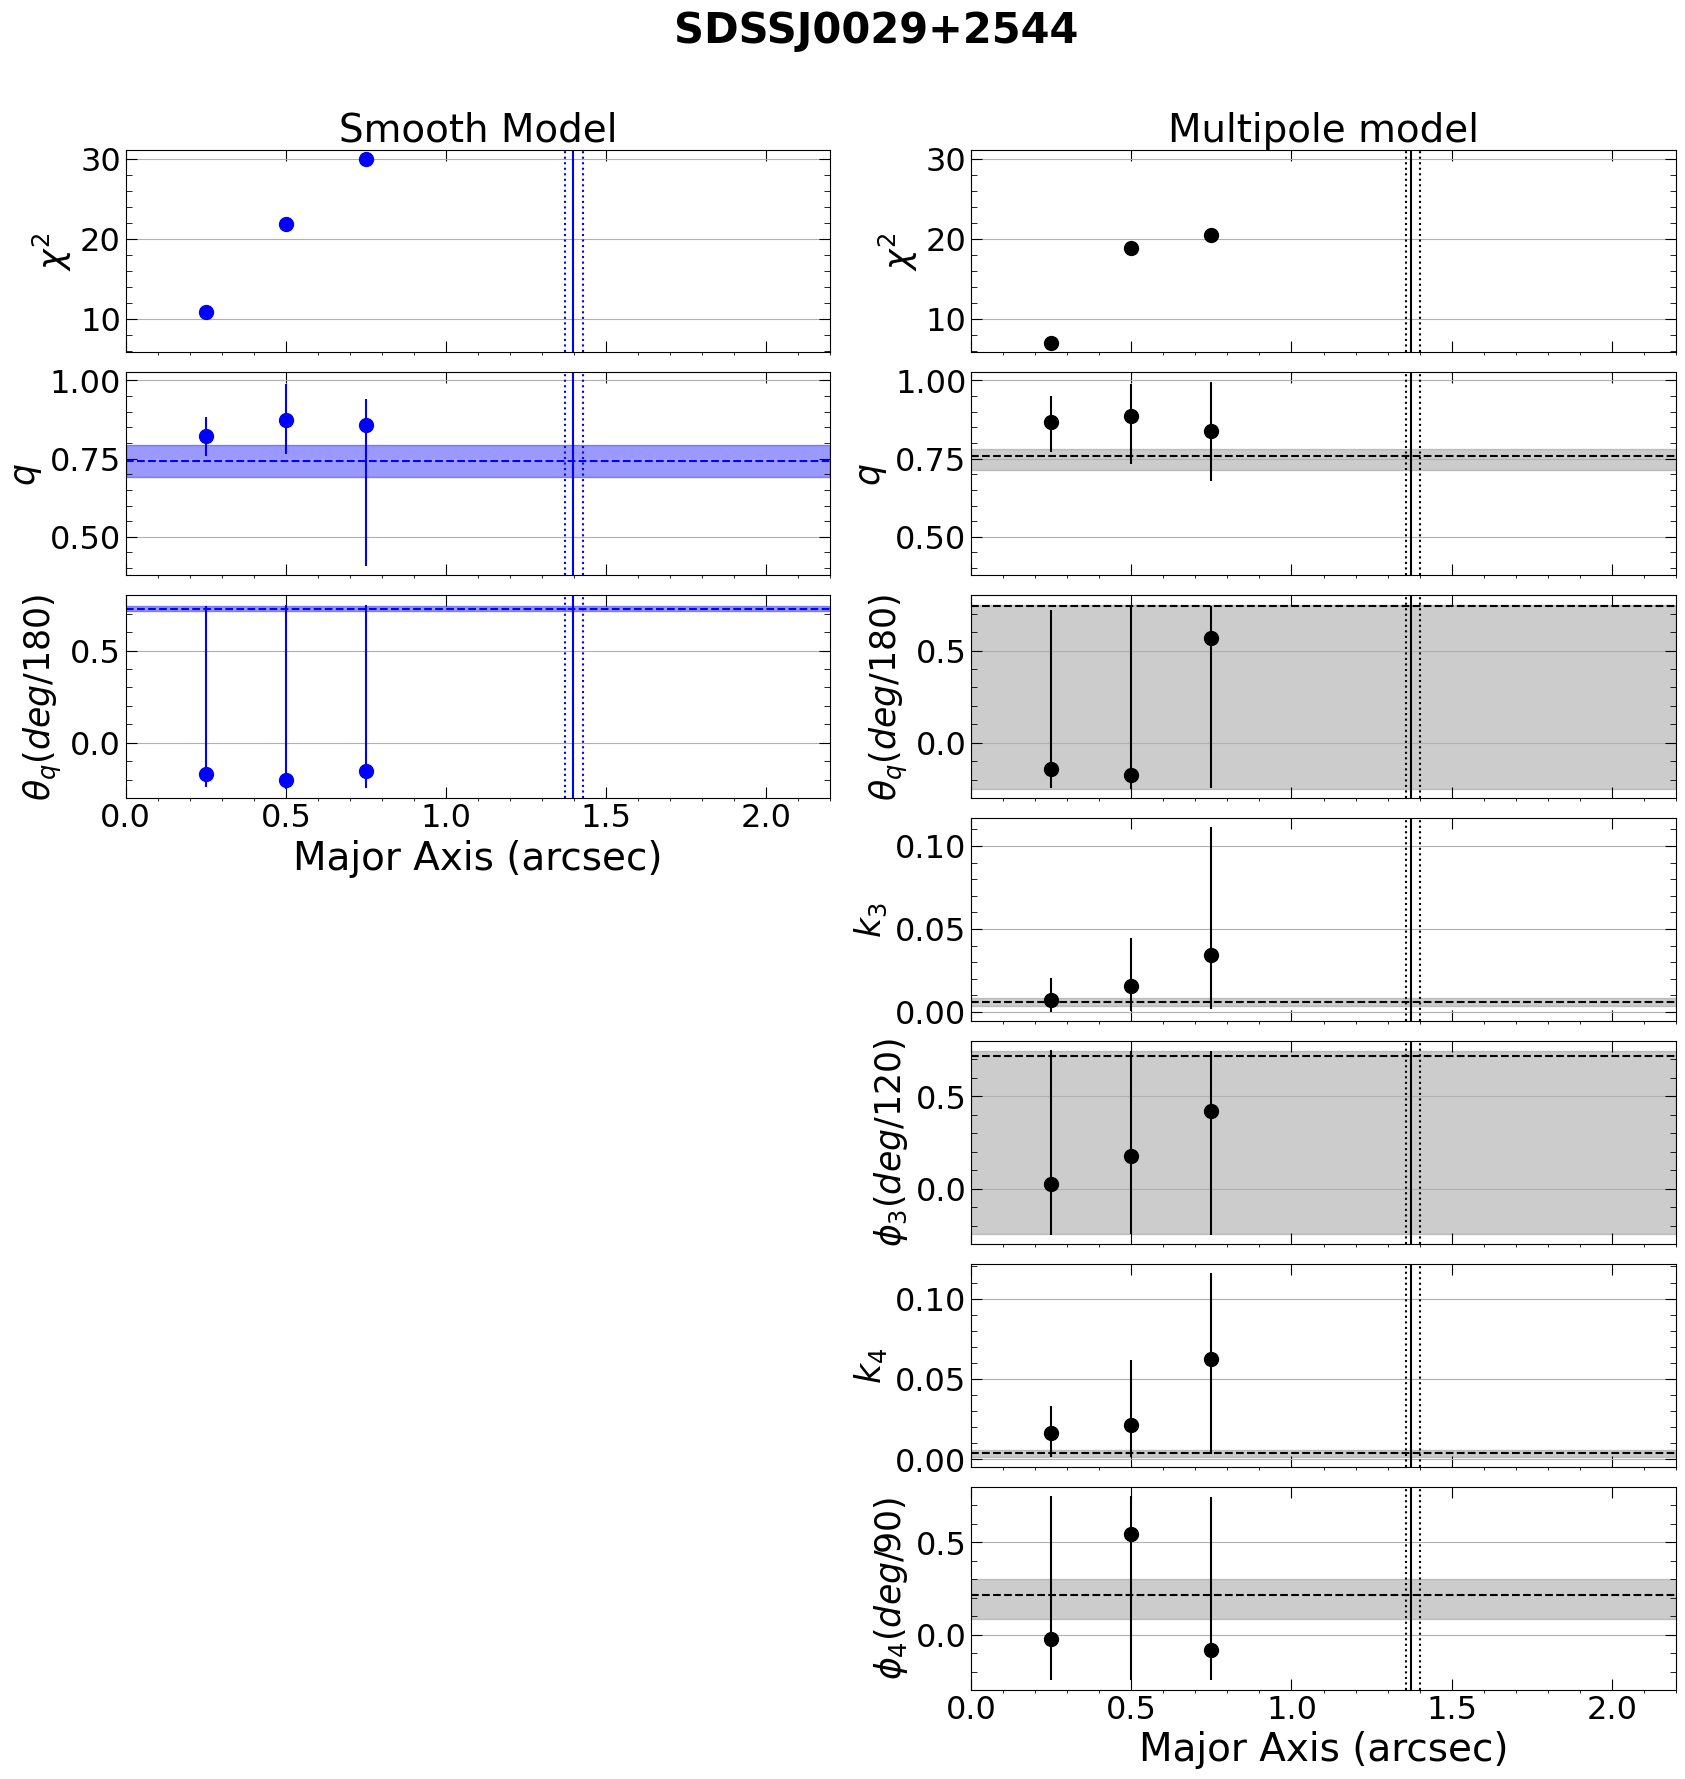 SDSSJ0029+2544
Smooth Model
30
20
10
χ²
1.00
0.75
0.50
q
0.5
0.0
θq(deg/180)
0.0 0.5 1.0 1.5 2.0
Major Axis (arcsec)
Multipole model
30
20
10
χ²
1.00
0.75
0.50
q
0.5
0.0
θq(deg/180)
0.10
0.05
0.00
k₃
0.5
0.0
ϕ₃(deg/120)
0.10
0.05
0.00
k₄
0.5
0.0
ϕ₄(deg/90)
0.0 0.5 1.0 1.5 2.0
Major Axis (arcsec)